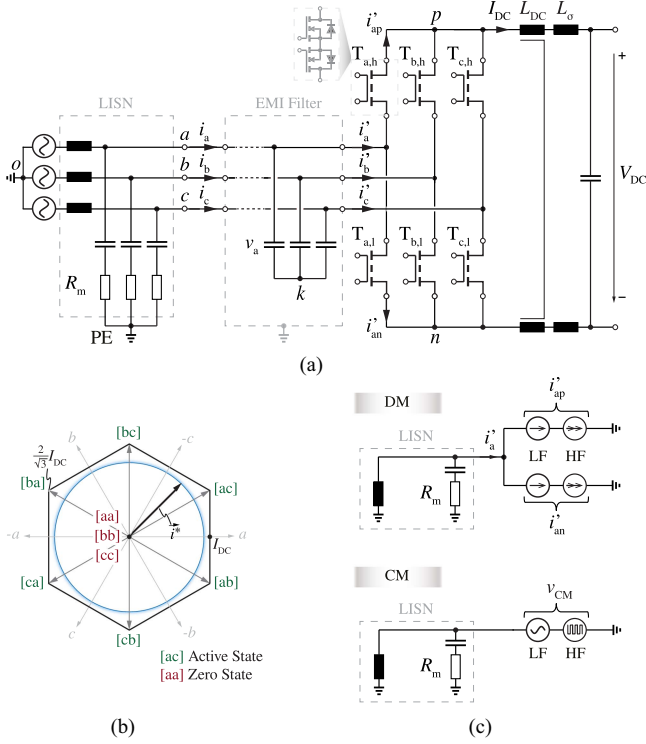 i'ap p IDC LDC Lσ
Ta,h Tb,h Tc,h
LISN EMI Filter
a ia i'a
o b ib i'b
c ic i'c
+
VDC
−
va
k
Rm
PE
Ta,l Tb,l Tc,l
i'an n
(a)
[bc]
b -c
2/√3 IDC
[ba] [ac]
[aa]
-a [bb] i* IDC a
[cc]
[ca] [ab]
c -b
[cb]
[ac] Active State
[aa] Zero State
(b)
DM
LISN
i'a
i'ap
LF HF
Rm
LF HF
i'an
CM
LISN
vCM
Rm
LF HF
(c)